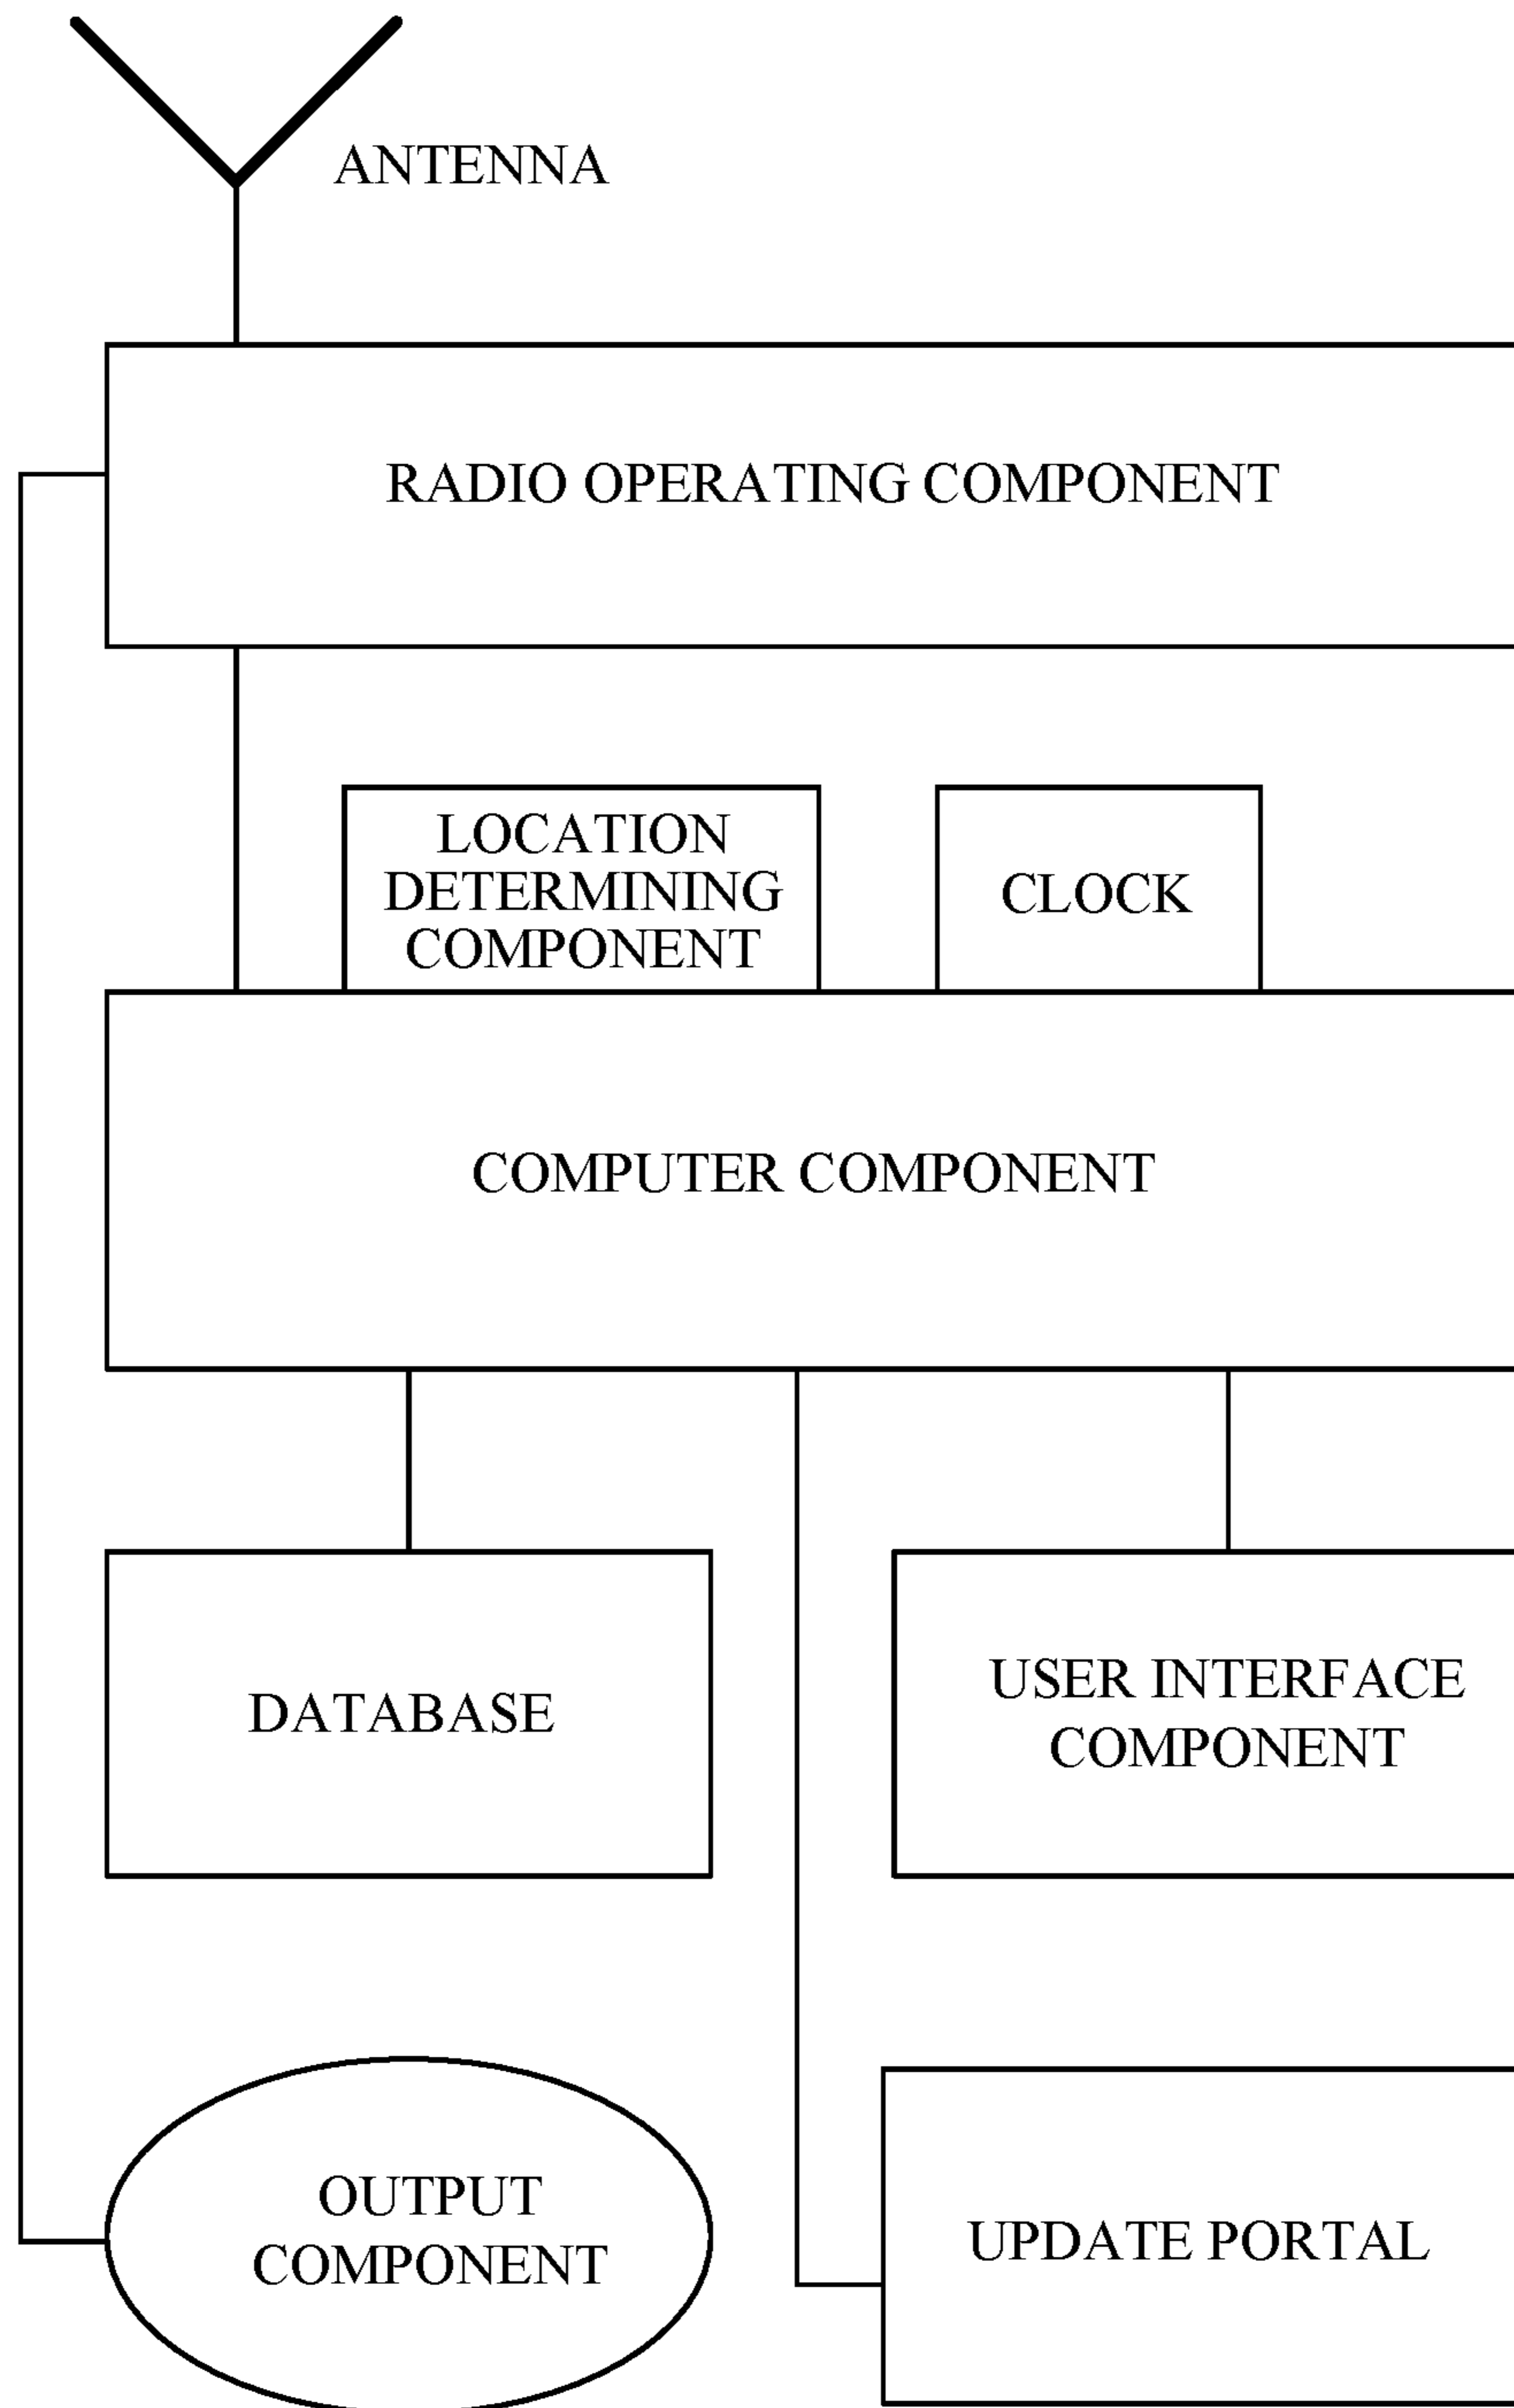 ANTENNA
RADIO OPERATING COMPONENT
LOCATION
DETERMINING
COMPONENT
CLOCK
COMPUTER COMPONENT
DATABASE
USER INTERFACE
COMPONENT
OUTPUT
COMPONENT
UPDATE PORTAL